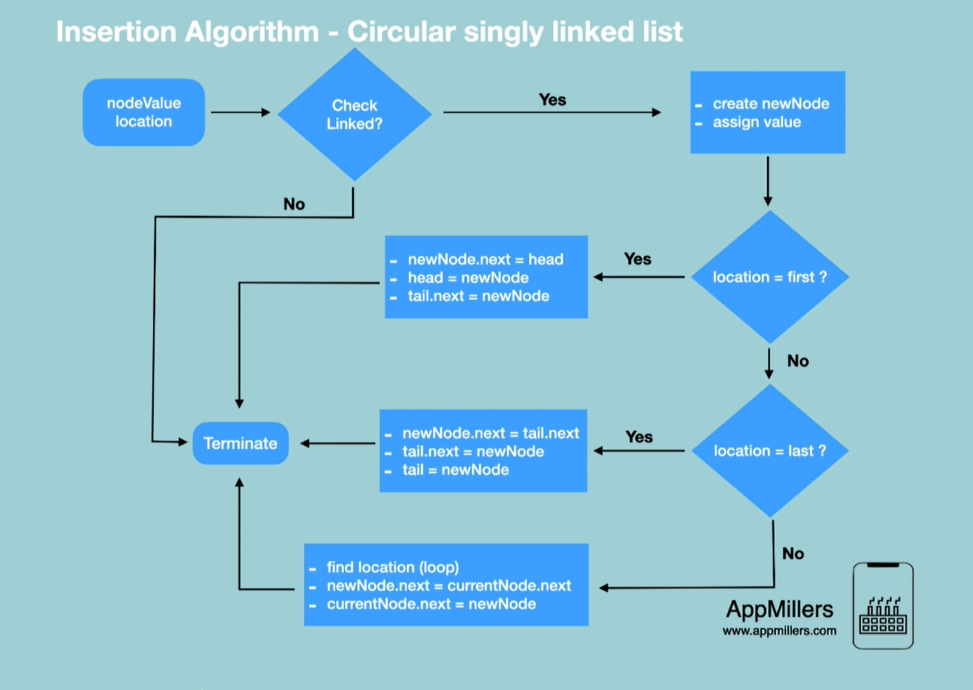 Insertion Algorithm - Circular singly linked list
nodeValue
location
Check
Linked?
Yes
- create newNode
- assign value
No
- newNode.next = head
- head = newNode
- tail.next = newNode
Yes
location = first ?
No
Terminate
- newNode.next = tail.next
- tail.next = newNode
- tail = newNode
Yes
location = last ?
No
- find location (loop)
- newNode.next = currentNode.next
- currentNode.next = newNode
AppMillers
www.appmillers.com